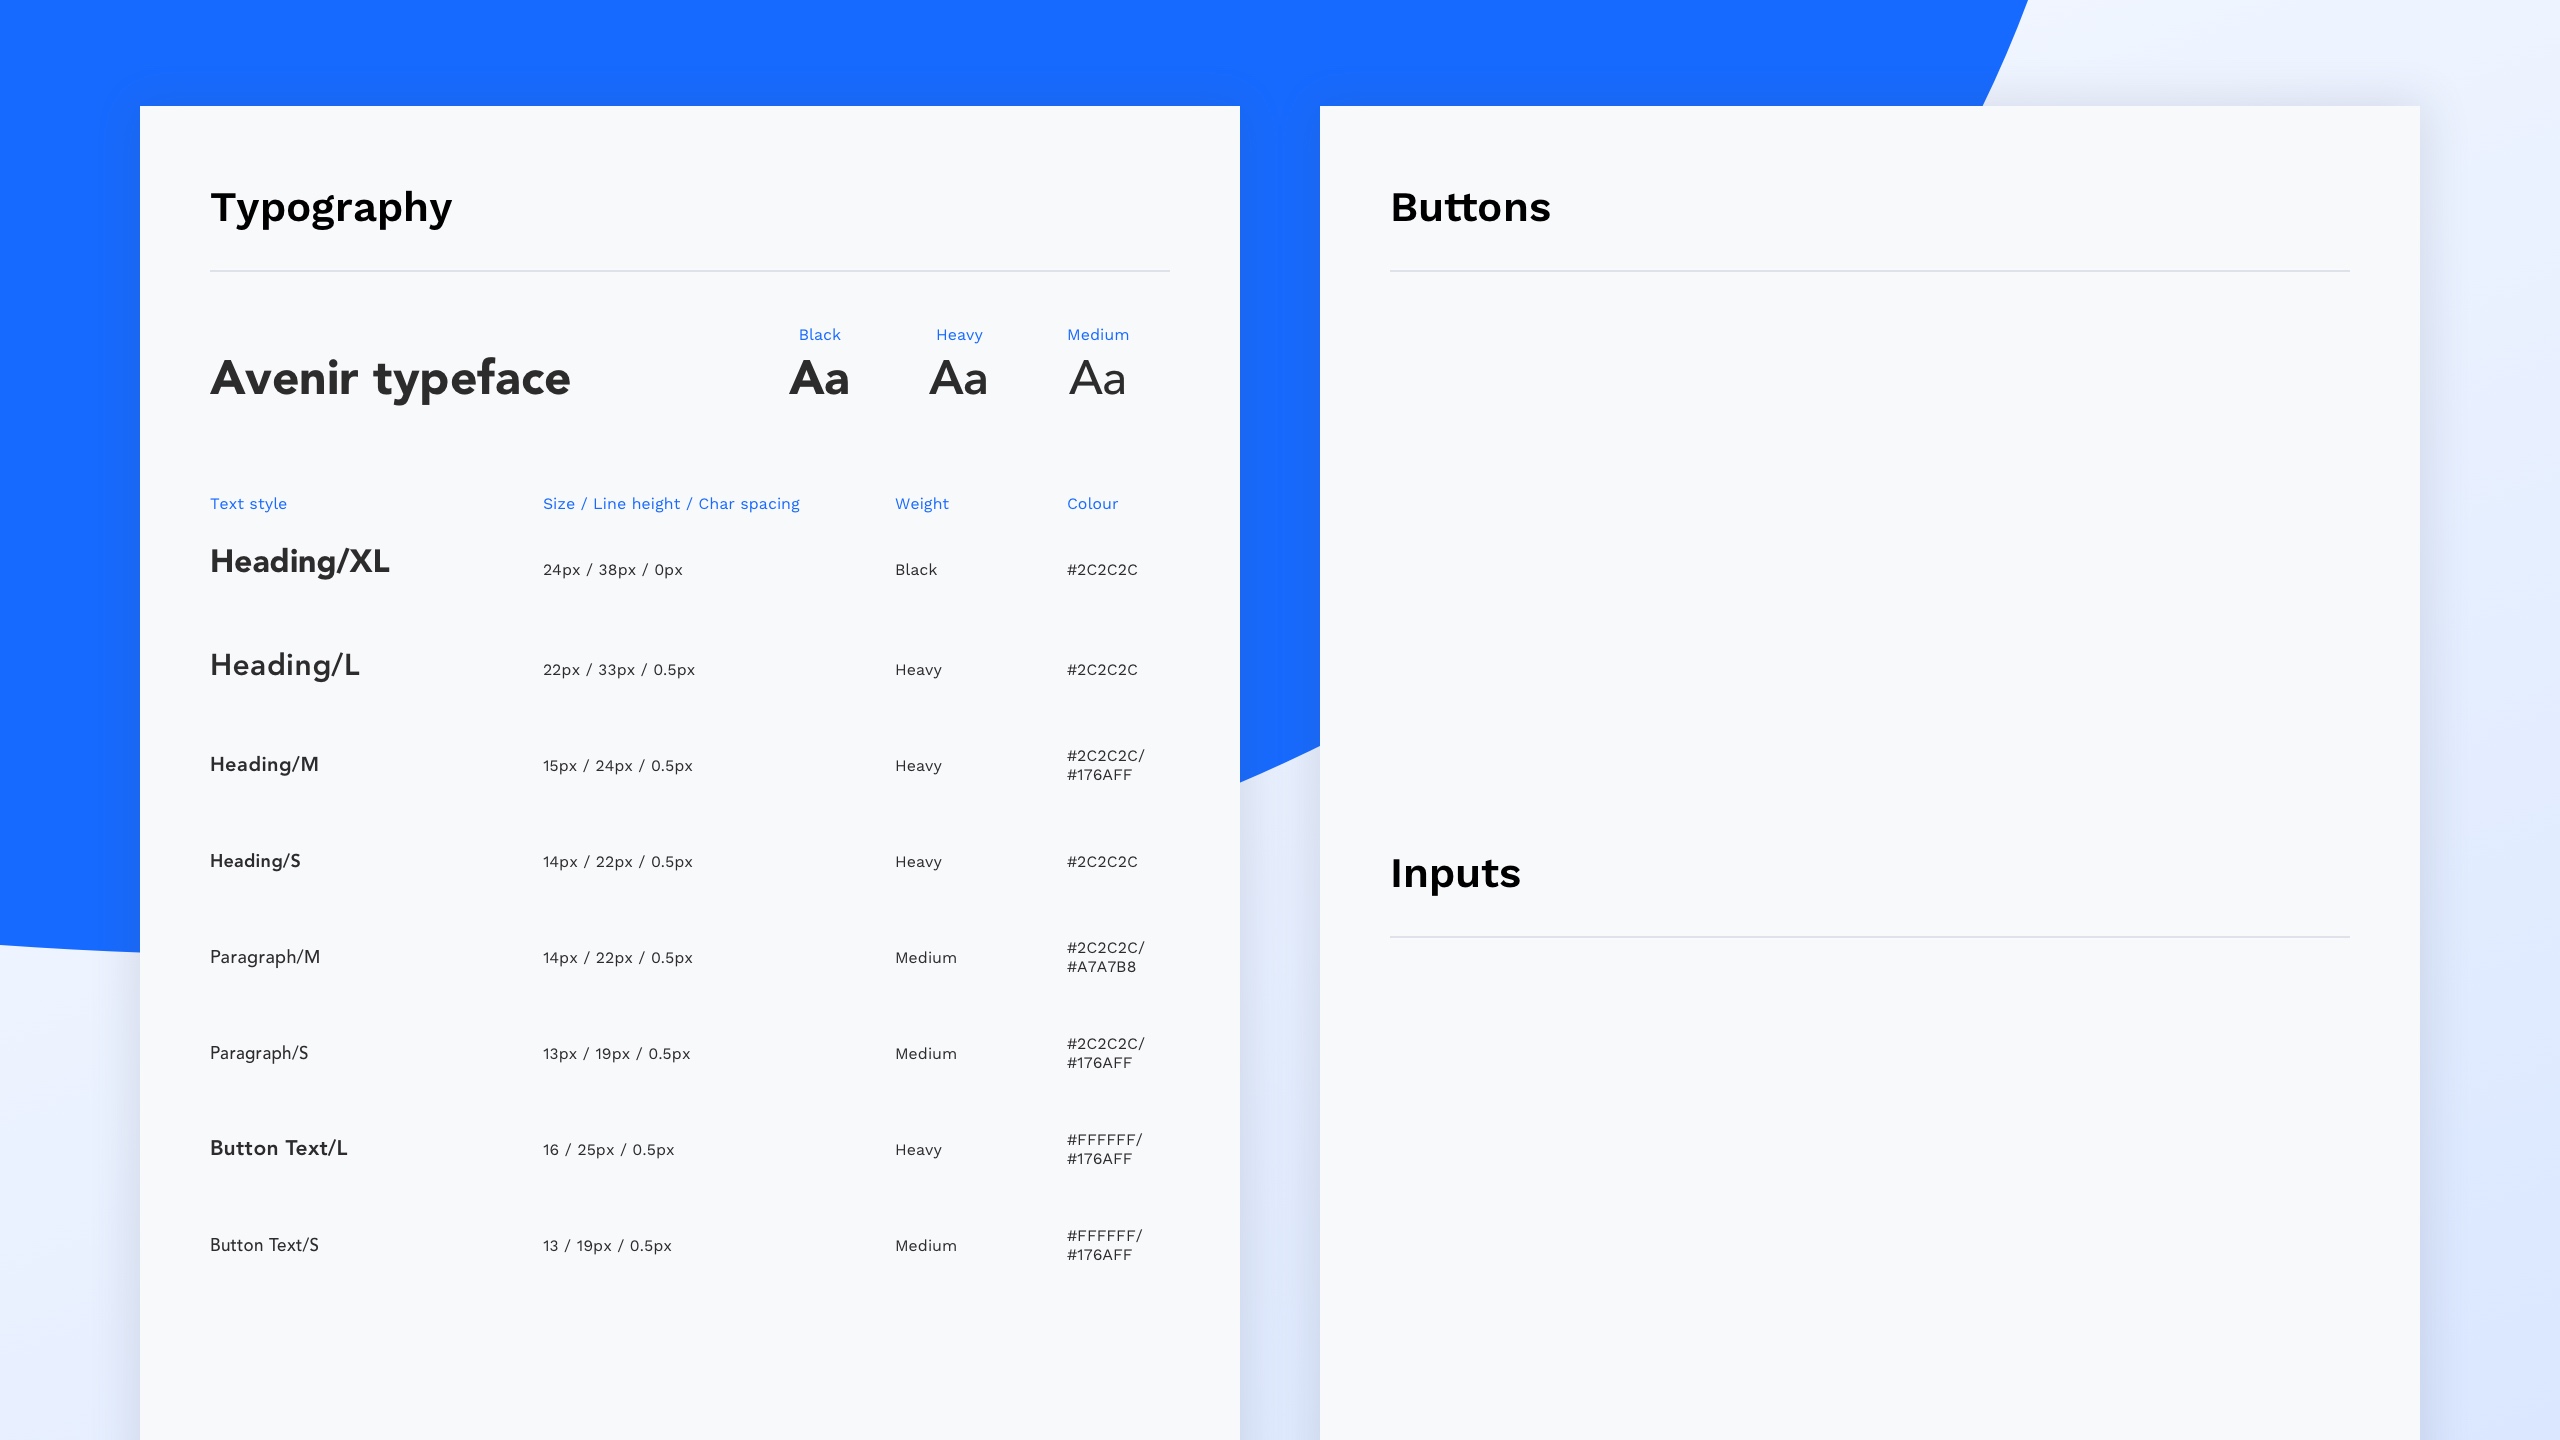 Typography
Black Heavy Medium
Avenir typeface Aa Aa Aa
Text style Size / Line height / Char spacing Weight Colour
Heading/XL 24px / 38px / 0px Black #2C2C2C
Heading/L 22px / 33px / 0.5px Heavy #2C2C2C
Heading/M 15px / 24px / 0.5px Heavy #2C2C2C/
#176AFF
Heading/S 14px / 22px / 0.5px Heavy #2C2C2C
Paragraph/M 14px / 22px / 0.5px Medium #2C2C2C/
#A7A7B8
Paragraph/S 13px / 19px / 0.5px Medium #2C2C2C/
#176AFF
Button Text/L 16 / 25px / 0.5px Heavy #FFFFFF/
#176AFF
Button Text/S 13 / 19px / 0.5px Medium #FFFFFF/
#176AFF
Buttons
Inputs